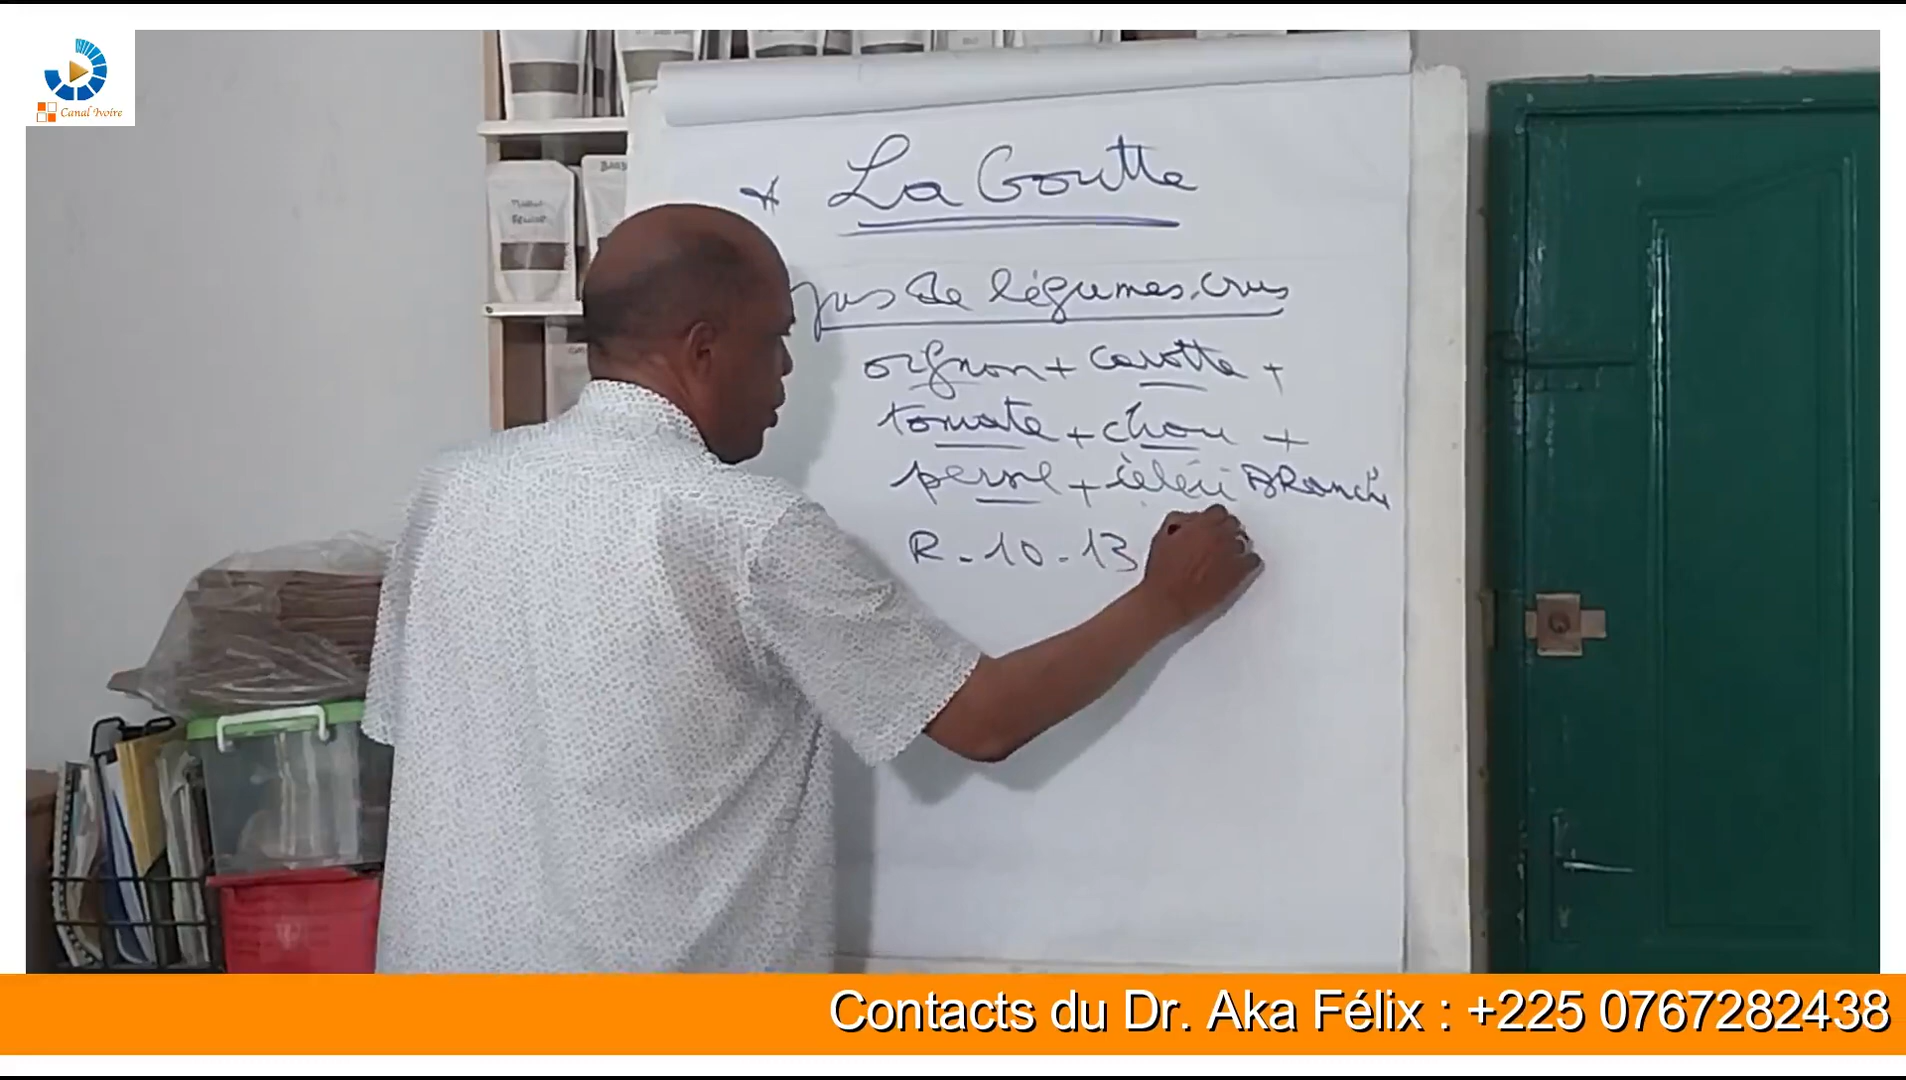 Canal Ivoire
* La Goutte
jus de légumes crus
oignon + carotte +
tomate + chou +
persil + céleri BRanche
R - 10 - 13
Contacts du Dr. Aka Félix : +225 0767282438